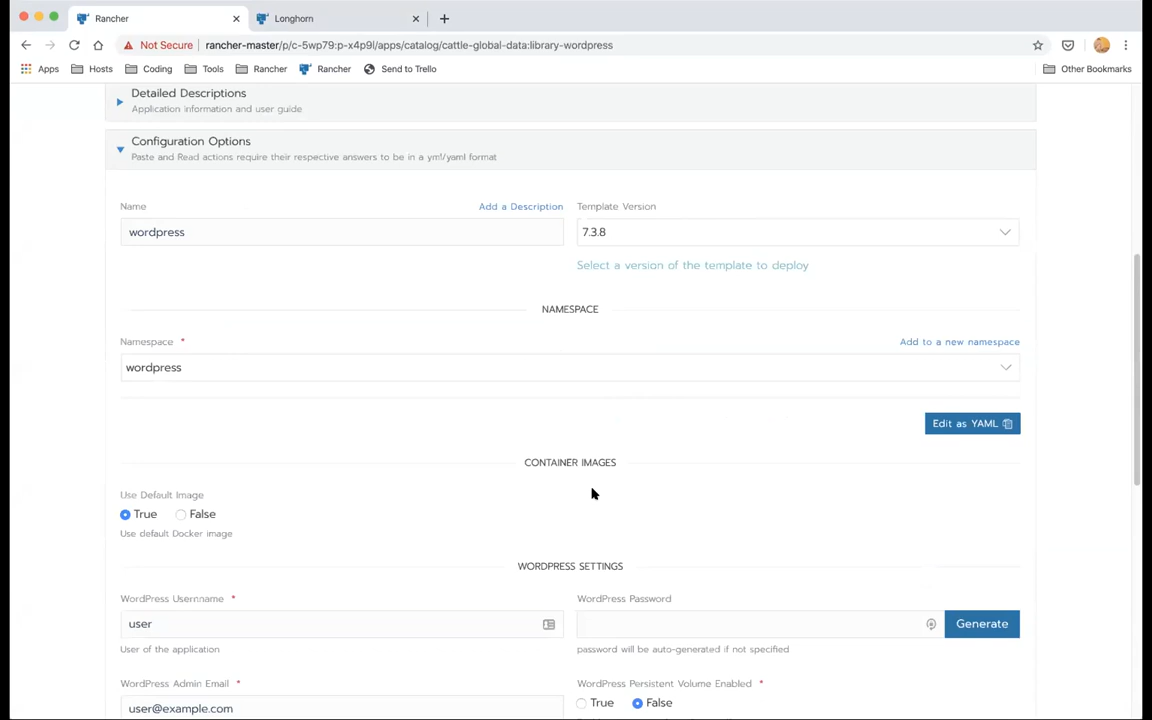 Rancher
Longhorn
Not Secure rancher-master/p/c-5wp79:p-x4p9l/apps/catalog/cattle-global-data:library-wordpress
Apps Hosts Coding Tools Rancher Rancher Send to Trello Other Bookmarks
Detailed Descriptions
Application information and user guide
Configuration Options
Paste and Read actions require their respective answers to be in a yml/yaml format
Name Add a Description Template Version
wordpress 7.3.8
Select a version of the template to deploy
NAMESPACE
Namespace * Add to a new namespace
wordpress
Edit as YAML
CONTAINER IMAGES
Use Default Image
True False
Use default Docker image
WORDPRESS SETTINGS
WordPress Username * WordPress Password
user Generate
User of the application password will be auto-generated if not specified
WordPress Admin Email * WordPress Persistent Volume Enabled *
user@example.com True False